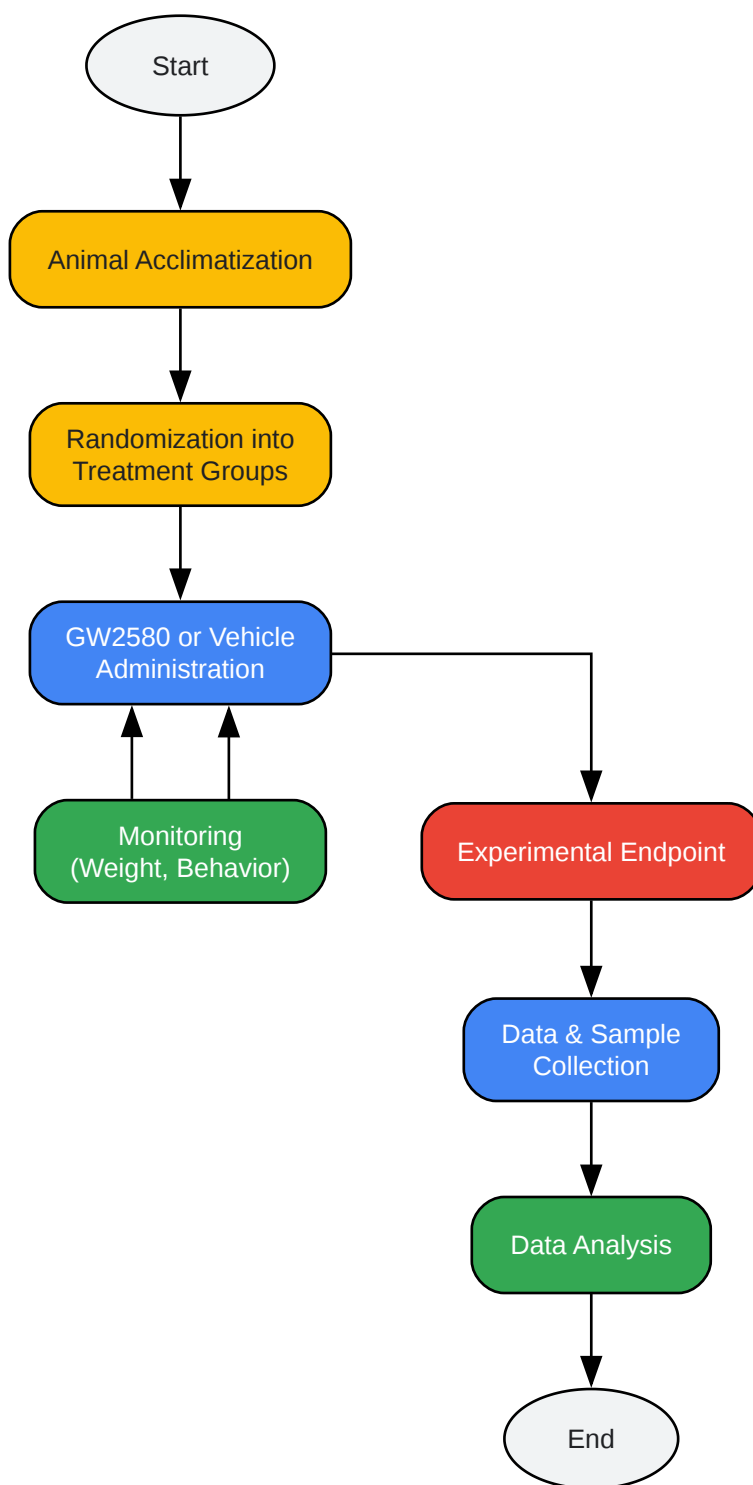 Start
Animal Acclimatization
Randomization into
Treatment Groups
GW2580 or Vehicle
Administration
Monitoring
(Weight, Behavior)
Experimental Endpoint
Data & Sample
Collection
Data Analysis
End